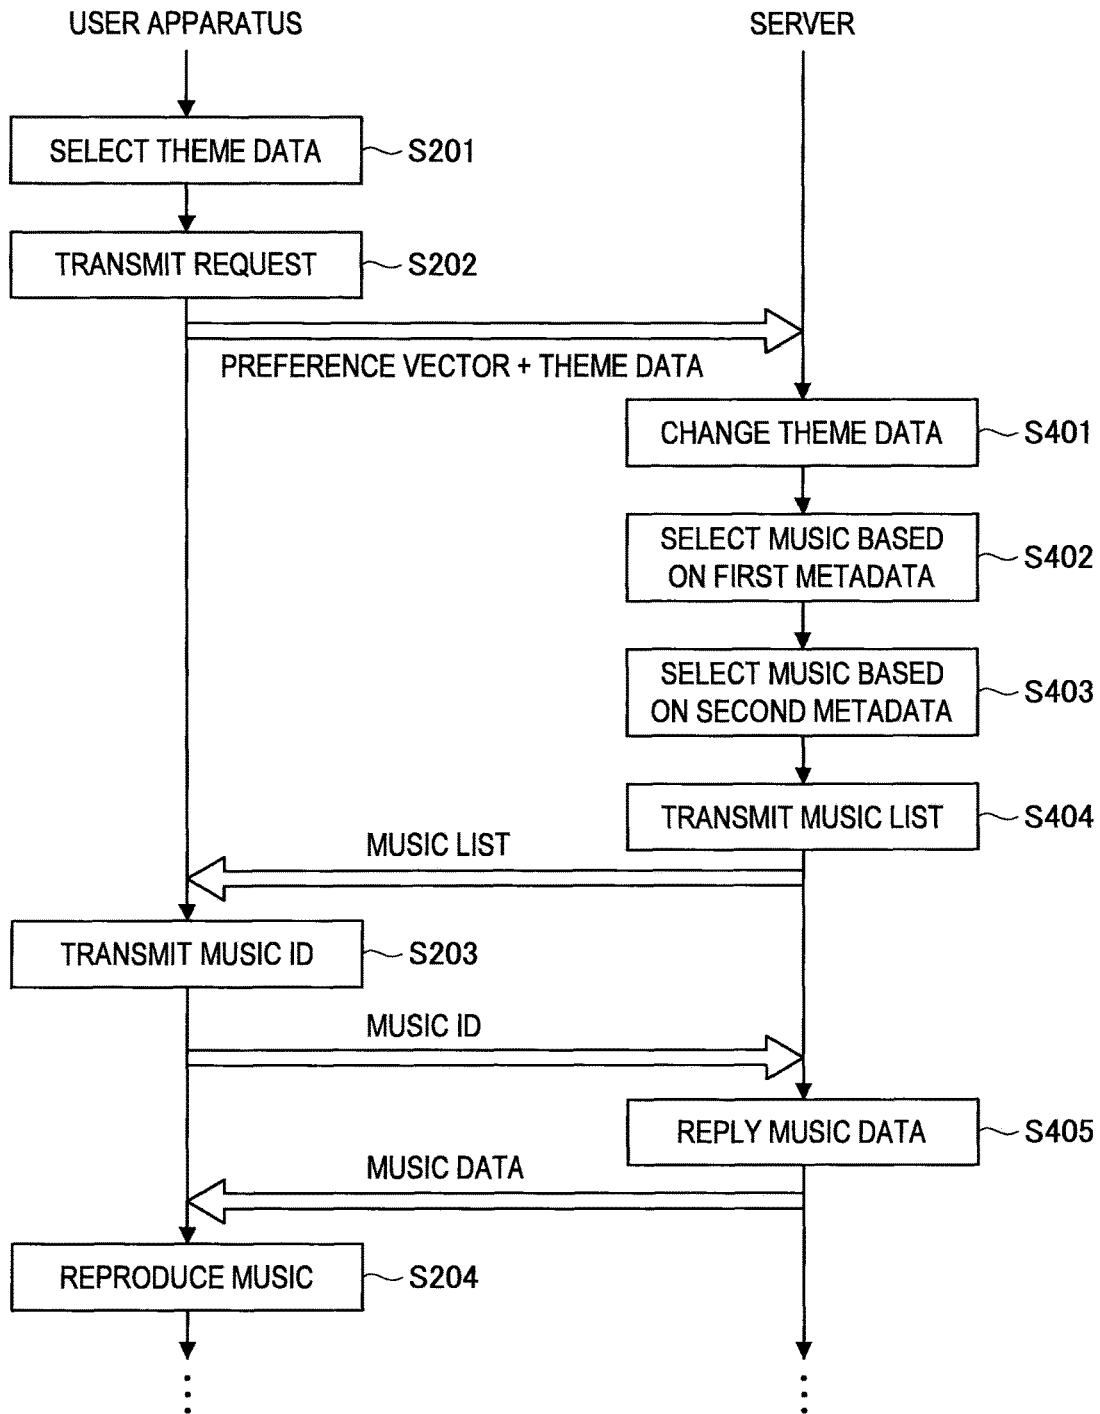 USER APPARATUS
SERVER
SELECT THEME DATA
S201
TRANSMIT REQUEST
S202
PREFERENCE VECTOR + THEME DATA
CHANGE THEME DATA
S401
SELECT MUSIC BASED
ON FIRST METADATA
S402
SELECT MUSIC BASED
ON SECOND METADATA
S403
TRANSMIT MUSIC LIST
S404
MUSIC LIST
TRANSMIT MUSIC ID
S203
MUSIC ID
REPLY MUSIC DATA
S405
MUSIC DATA
REPRODUCE MUSIC
S204